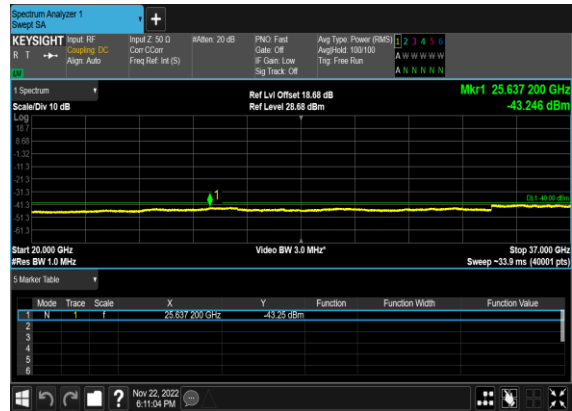 Spectrum Analyzer 1
Swept SA
+
KEYSIGHT Input: RF Input Z: 50 Ω #Atten: 20 dB PNO: Fast Avg Type: Power (RMS) 1 2 3 4 5 6
R T Coupling: DC Corr CCorr Gate: Off Avg|Hold: 100/100 A W W W W W
Align: Auto Freq Ref: Int (S) IF Gain: Low Trig: Free Run
Sig Track: Off A N N N N N
1 Spectrum Ref Lvl Offset 18.68 dB Mkr1 25.637 200 GHz
Scale/Div 10 dB Ref Level 28.68 dBm -43.246 dBm
Log
18.7
8.68
-1.32
-11.3
-21.3
-31.3
1
DL1 -40.00 dBm
-41.3
-51.3
-61.3
Start 20.000 GHz Video BW 3.0 MHz* Stop 37.000 GHz
#Res BW 1.0 MHz Sweep ~33.9 ms (40001 pts)
5 Marker Table
Mode Trace Scale X Y Function Function Width Function Value
1 N 1 f 25.637 200 GHz -43.25 dBm
2
3
4
5
6
? Nov 22, 2022
6:11:04 PM